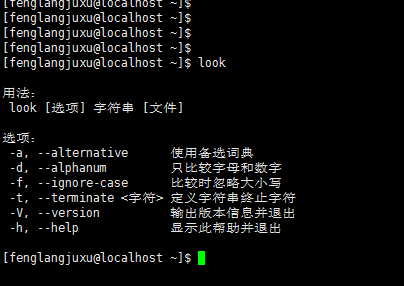 [fenglangjuxu@localhost ~]$
[fenglangjuxu@localhost ~]$
[fenglangjuxu@localhost ~]$
[fenglangjuxu@localhost ~]$
[fenglangjuxu@localhost ~]$ look
用法：
look [选项] 字符串 [文件]
选项：
-a, --alternative 使用备选词典
-d, --alphanum 只比较字母和数字
-f, --ignore-case 比较时忽略大小写
-t, --terminate <字符> 定义字符串终止字符
-V, --version 输出版本信息并退出
-h, --help 显示此帮助并退出
[fenglangjuxu@localhost ~]$